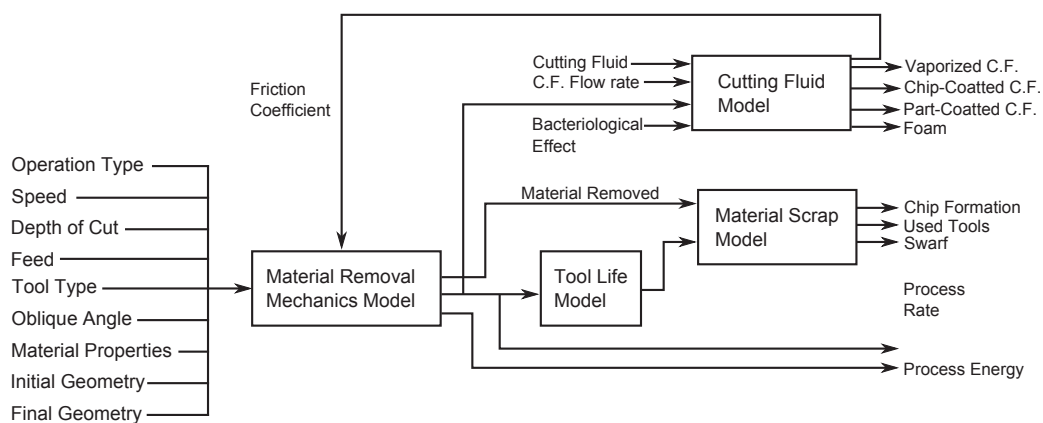 Friction
Coefficient
Cutting Fluid
C.F. Flow rate
Bacteriological
Effect
Cutting Fluid
Model
Vaporized C.F.
Chip-Coatted C.F.
Part-Coatted C.F.
Foam
Operation Type
Speed
Depth of Cut
Feed
Tool Type
Oblique Angle
Material Properties
Initial Geometry
Final Geometry
Material Removal
Mechanics Model
Material Removed
Tool Life
Model
Material Scrap
Model
Chip Formation
Used Tools
Swarf
Process
Rate
Process Energy